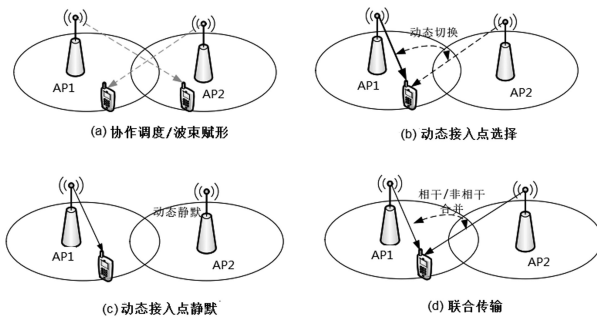 AP1
AP2
(a) 协作调度/波束赋形
动态切换
AP1
AP2
(b) 动态接入点选择
动态静默
AP1
AP2
(c) 动态接入点静默
相干/非相干
合并
AP1
AP2
(d) 联合传输